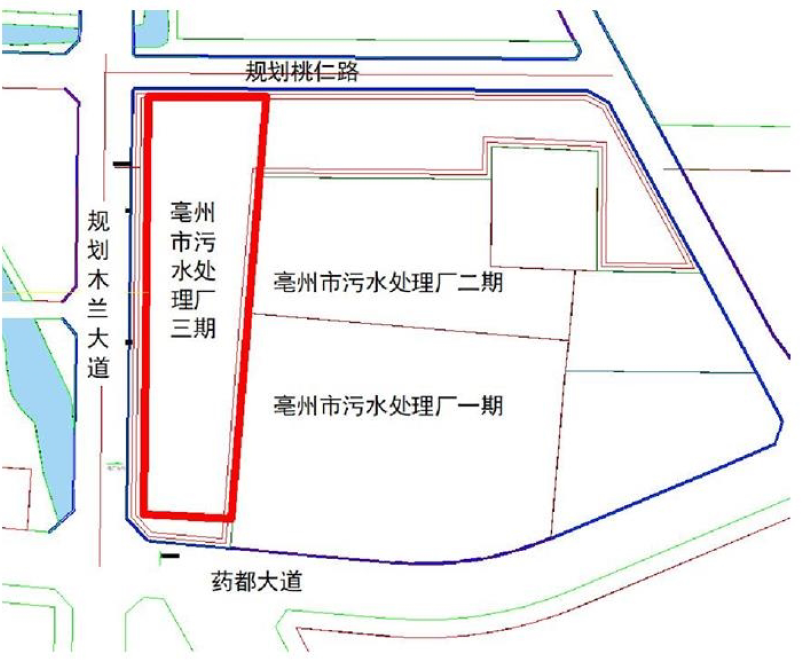 规划桃仁路
规划木兰大道
亳州
市污
水处
理厂
三期
亳州市污水处理厂二期
亳州市污水处理厂一期
药都大道